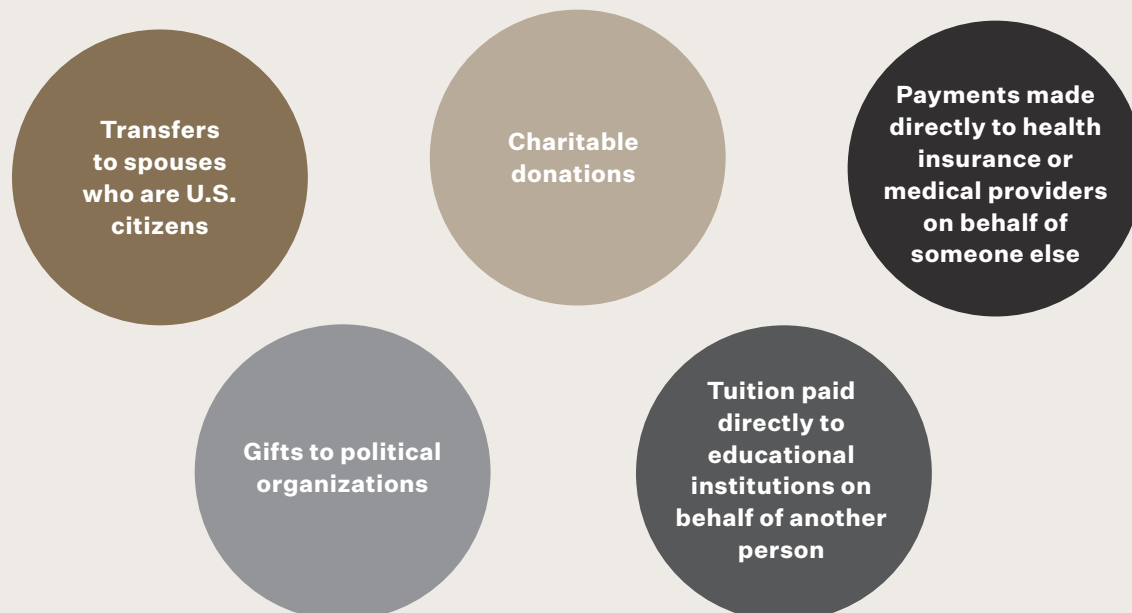 Transfers
to spouses
who are U.S.
citizens
Charitable
donations
Payments made
directly to health
insurance or
medical providers
on behalf of
someone else
Gifts to political
organizations
Tuition paid
directly to
educational
institutions on
behalf of another
person